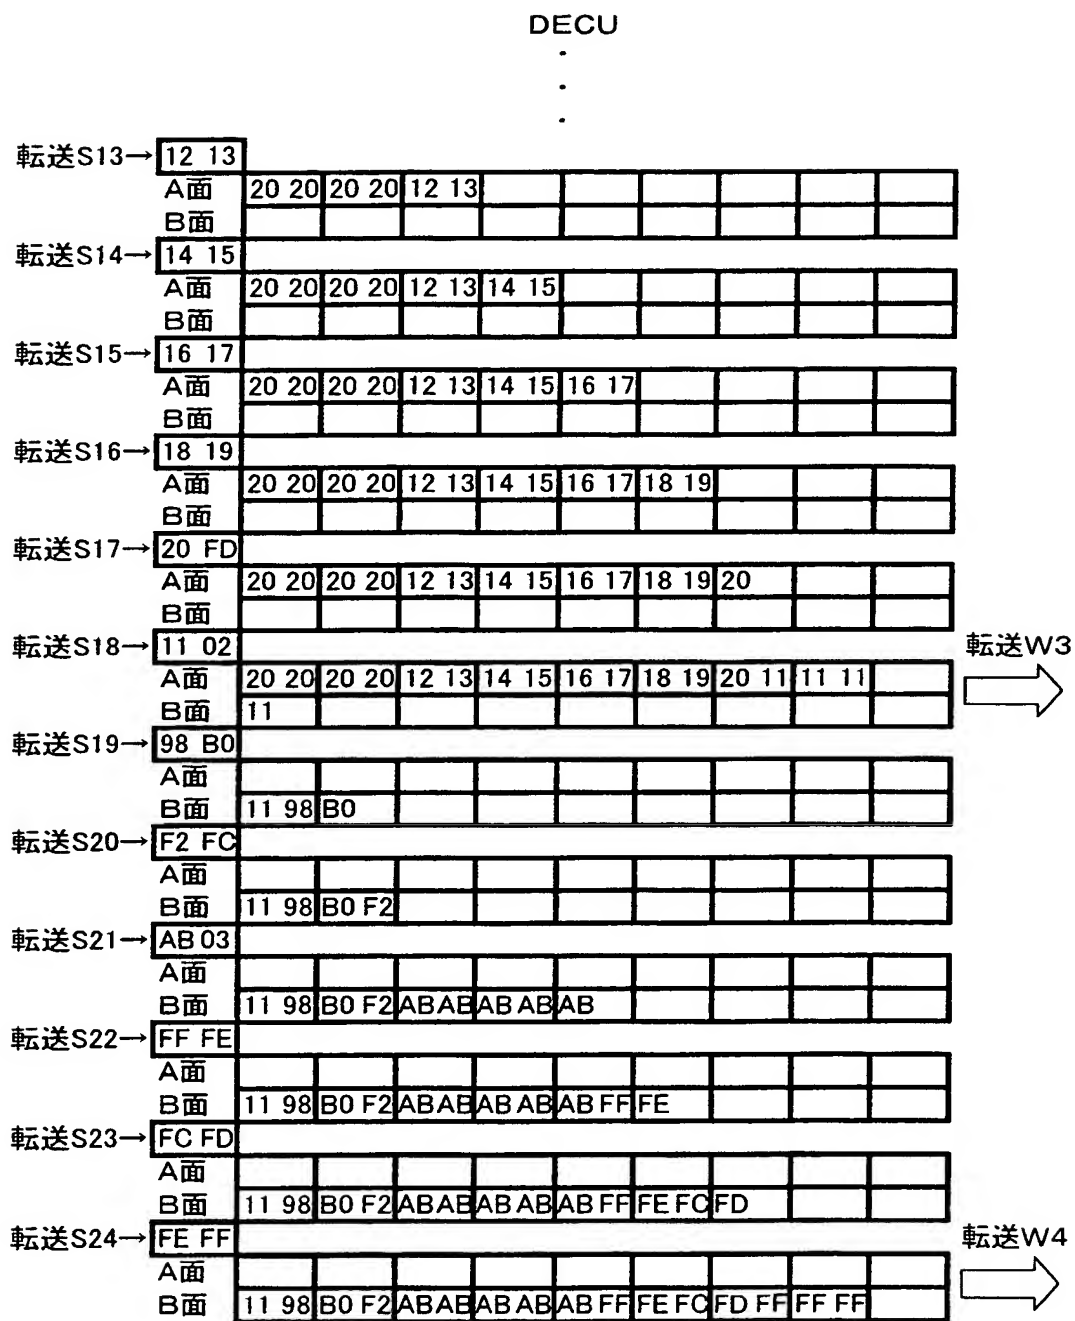 DECU
転送S13→ 12 13
A面 20 20 20 20 12 13
B面
転送S14→ 14 15
A面 20 20 20 20 12 13 14 15
B面
転送S15→ 16 17
A面 20 20 20 20 12 13 14 15 16 17
B面
転送S16→ 18 19
A面 20 20 20 20 12 13 14 15 16 17 18 19
B面
転送S17→ 20 FD
A面 20 20 20 20 12 13 14 15 16 17 18 19 20
B面
転送S18→ 11 02 転送W3
A面 20 20 20 20 12 13 14 15 16 17 18 19 20 11 11 11
B面 11
転送S19→ 98 B0
A面
B面 11 98 B0
転送S20→ F2 FC
A面
B面 11 98 B0 F2
転送S21→ AB 03
A面
B面 11 98 B0 F2 AB AB AB AB AB
転送S22→ FF FE
A面
B面 11 98 B0 F2 AB AB AB AB AB FF FE
転送S23→ FC FD
A面
B面 11 98 B0 F2 AB AB AB AB AB FF FE FC FD
転送S24→ FE FF 転送W4
A面
B面 11 98 B0 F2 AB AB AB AB AB FF FE FC FD FF FF FF